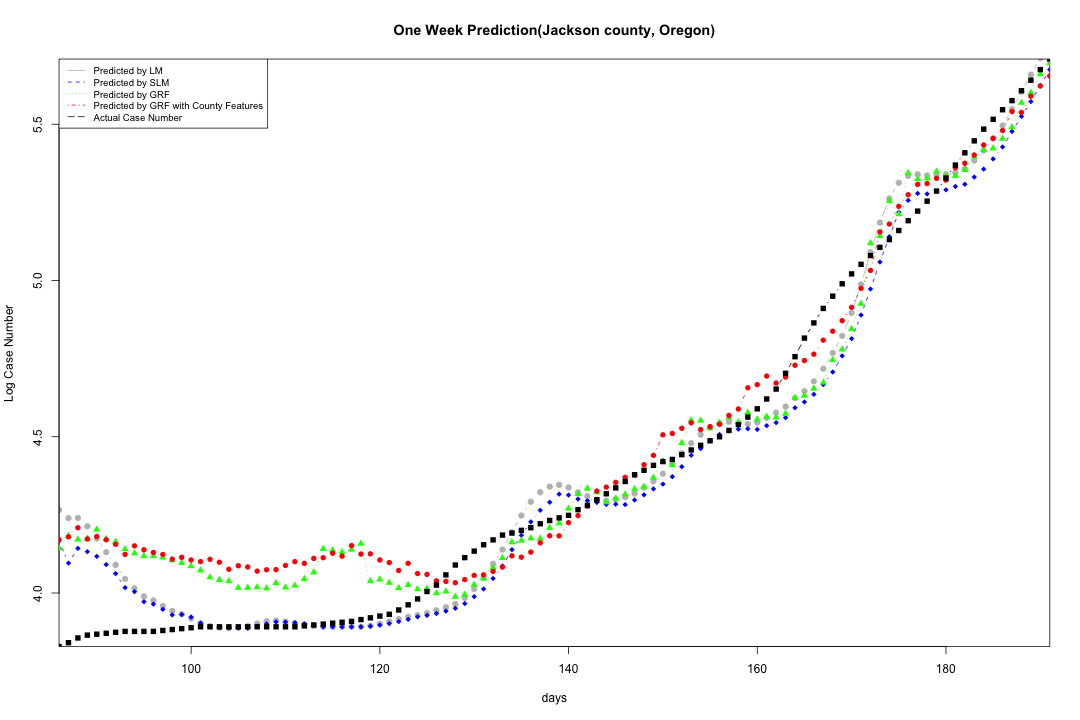 One Week Prediction(Jackson county, Oregon)
Predicted by LM
Predicted by SLM
Predicted by GRF
Predicted by GRF with County Features
Actual Case Number
5.5
5.0
4.5
4.0
Log Case Number
100 120 140 160 180
days